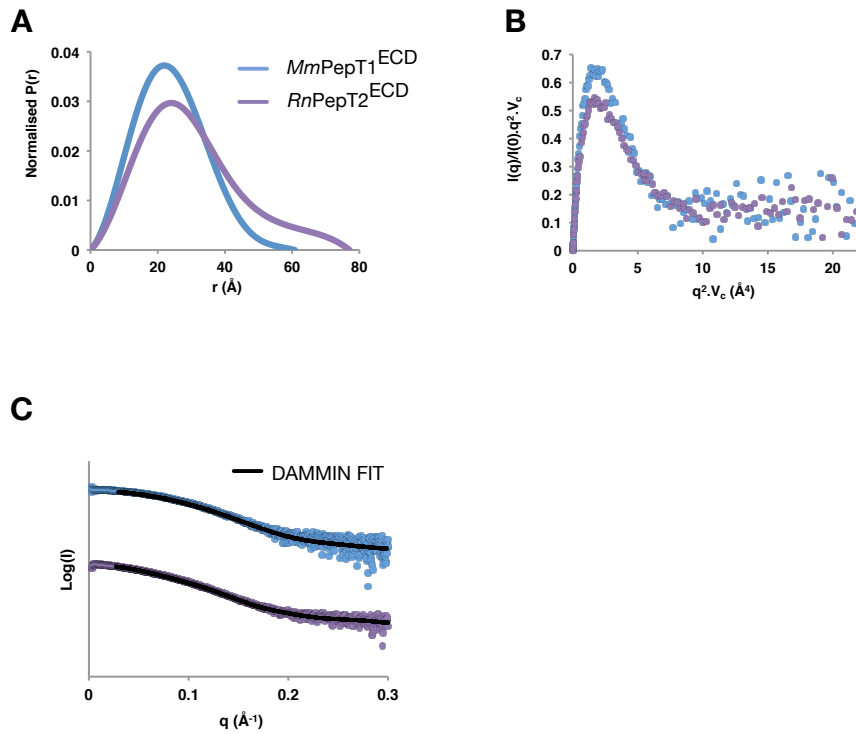 A
Normalised P(r)
0.04
0.03
0.02
0.01
0
0 20 40 60 80
r (Å)
MmPepT1ECD
RnPepT2ECD
B
I(q)/I(0).q².Vc
0.7
0.6
0.5
0.4
0.3
0.2
0.1
0
0 5 10 15 20
q².Vc (Å⁴)
C
Log(I)
DAMMIN FIT
0 0.1 0.2 0.3
q (Å⁻¹)